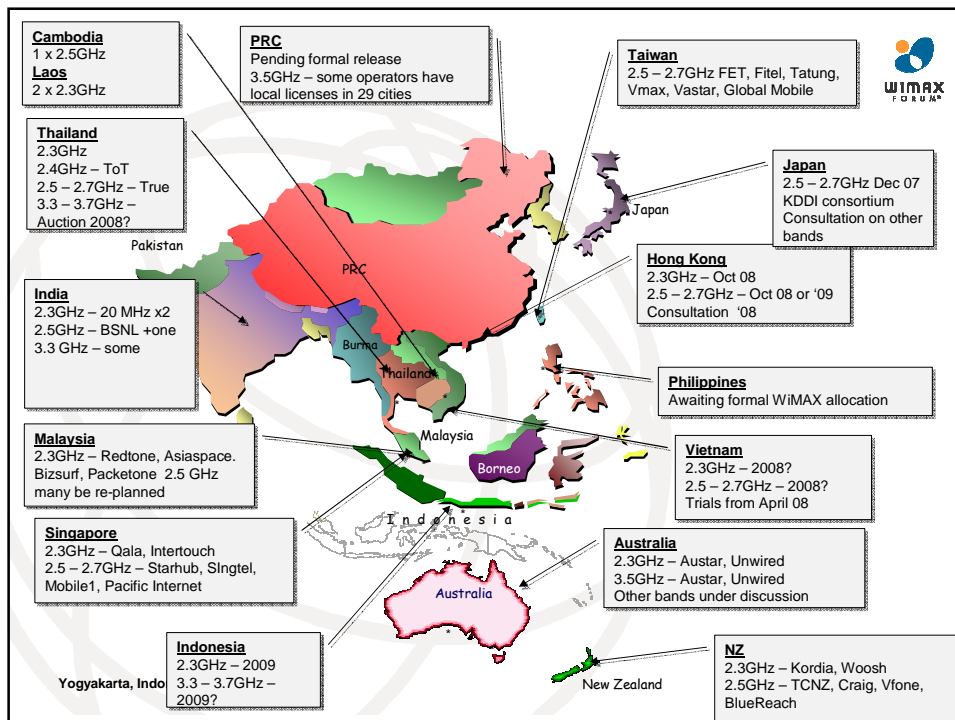 Cambodia
1 x 2.5GHz
Laos
2 x 2.3GHz
PRC
Pending formal release
3.5GHz – some operators have
local licenses in 29 cities
Taiwan
2.5 – 2.7GHz FET, Fitel, Tatung,
Vmax, Vastar, Global Mobile
WiMAX
FORUM®
Thailand
2.3GHz
2.4GHz – ToT
2.5 – 2.7GHz – True
3.3 – 3.7GHz –
Auction 2008?
Japan
2.5 – 2.7GHz Dec 07
KDDI consortium
Consultation on other
bands
Japan
Pakistan
PRC
Hong Kong
2.3GHz – Oct 08
2.5 – 2.7GHz – Oct 08 or ‘09
Consultation ‘08
India
2.3GHz – 20 MHz x2
2.5GHz – BSNL +one
3.3 GHz – some
Burma
Thailand
Philippines
Awaiting formal WiMAX allocation
Malaysia
2.3GHz – Redtone, Asiaspace.
Bizsurf, Packetone 2.5 GHz
many be re-planned
Malaysia
Borneo
Vietnam
2.3GHz – 2008?
2.5 – 2.7GHz – 2008?
Trials from April 08
Indonesia
Singapore
2.3GHz – Qala, Intertouch
2.5 – 2.7GHz – Starhub, SIngtel,
Mobile1, Pacific Internet
Australia
2.3GHz – Austar, Unwired
3.5GHz – Austar, Unwired
Other bands under discussion
Australia
Indonesia
2.3GHz – 2009
3.3 – 3.7GHz –
2009?
Yogyakarta, Indo
New Zealand
NZ
2.3GHz – Kordia, Woosh
2.5GHz – TCNZ, Craig, Vfone,
BlueReach